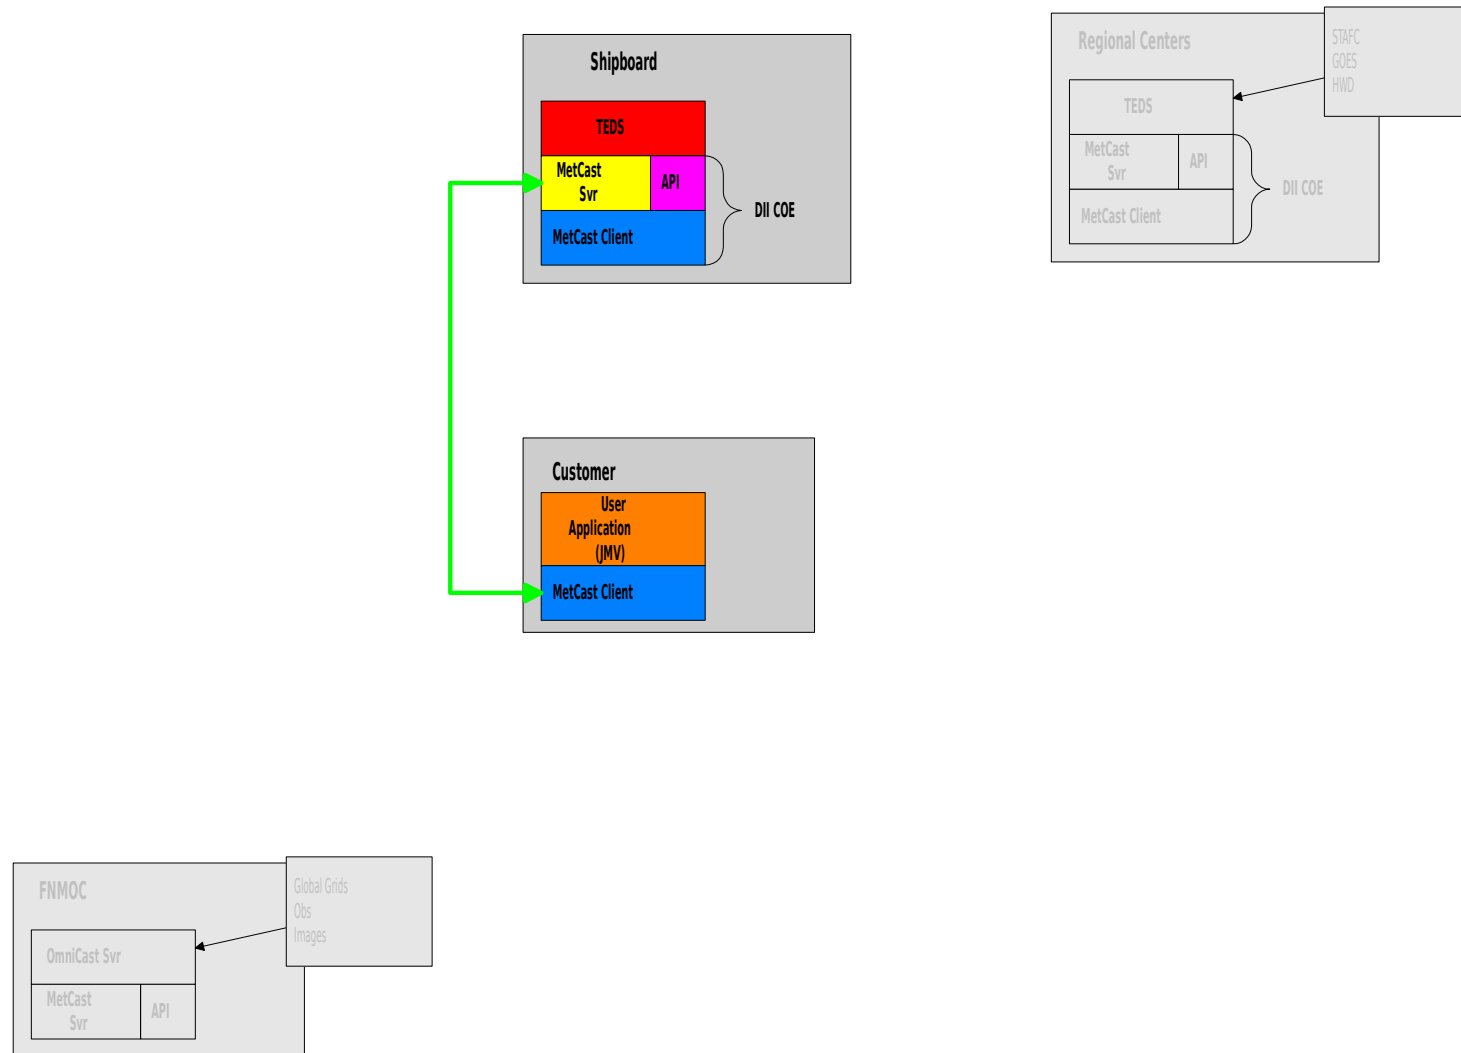 Shipboard
TEDS
MetCast
Svr
API
MetCast Client
DII COE
Regional Centers
STAFC
GOES
HWD
TEDS
MetCast
Svr
API
MetCast Client
DII COE
Customer
User
Application
(JMV)
MetCast Client
FNMOC
Global Grids
Obs
Images
OmniCast Svr
MetCast
Svr
API